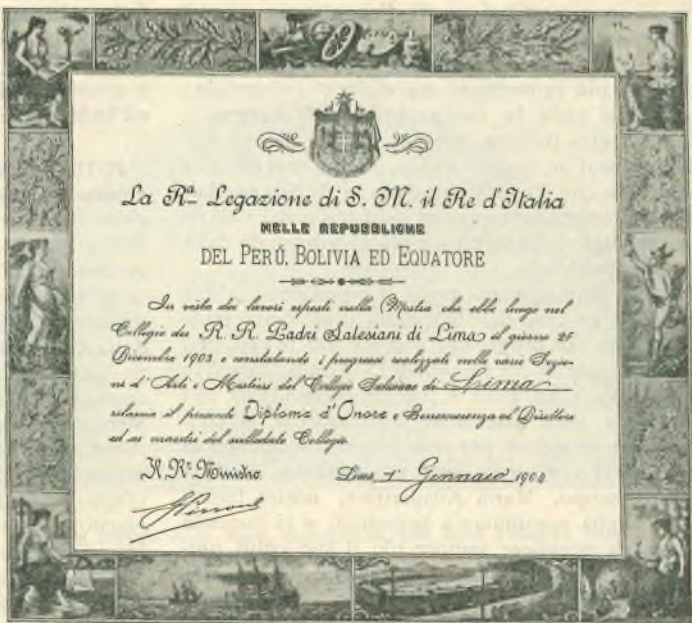 La Rª Legazione di S. M. il Re d'Italia
NELLE REPUBBLICHE
DEL PERÚ, BOLIVIA ED EQUATORE
In vista dei lavori esposti nella Mostra che ebbe luogo nel
Collegio dei R. R. Padri Salesiani di Lima il giorno 25
Dicembre 1903 e constatando i progressi realizzati nelle varie Sezio-
ni d'Arti e Mestieri del Collegio Salesiano di Lima
rilascia il presente Diploma d'Onore e Benemerenza al Direttore
ed ai maestri del sullodato Collegio.
Il Rº Ministro
Lima, 1º Gennaio 1904